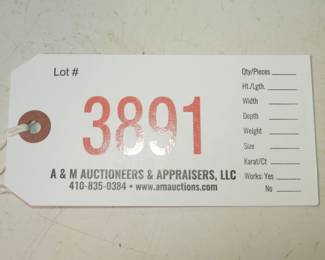 Lot #
3891
A & M AUCTIONEERS & APPRAISERS, LLC
410-835-0384 • www.amauctions.com
Qty/Pieces
Ht./Lgth.
Width
Depth
Weight
Size
Karat/Ct
Works: Yes
No